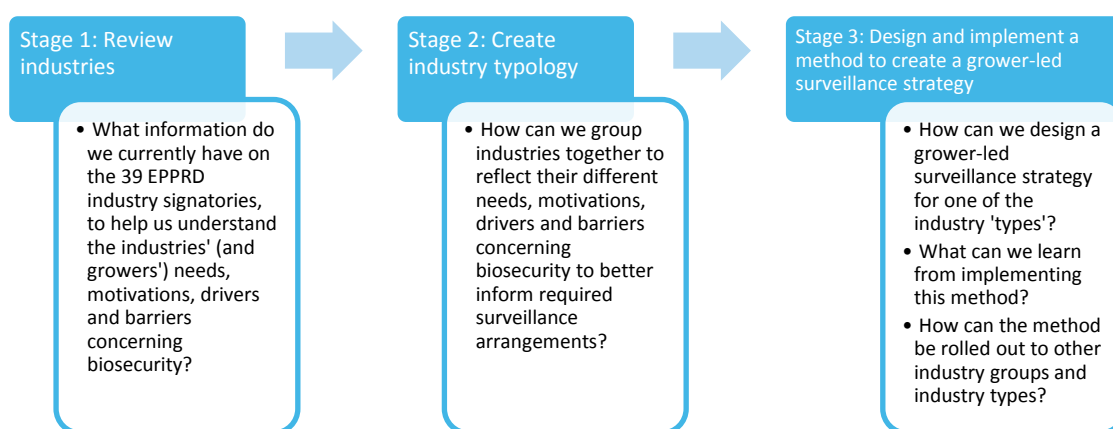 Stage 1: Review
industries
• What information do
we currently have on
the 39 EPPRD
industry signatories,
to help us understand
the industries' (and
growers') needs,
motivations, drivers
and barriers
concerning
biosecurity?
Stage 2: Create
industry typology
• How can we group
industries together to
reflect their different
needs, motivations,
drivers and barriers
concerning
biosecurity to better
inform required
surveillance
arrangements?
Stage 3: Design and implement a
method to create a grower-led
surveillance strategy
• How can we design a
grower-led
surveillance strategy
for one of the
industry 'types'?
• What can we learn
from implementing
this method?
• How can the method
be rolled out to other
industry groups and
industry types?